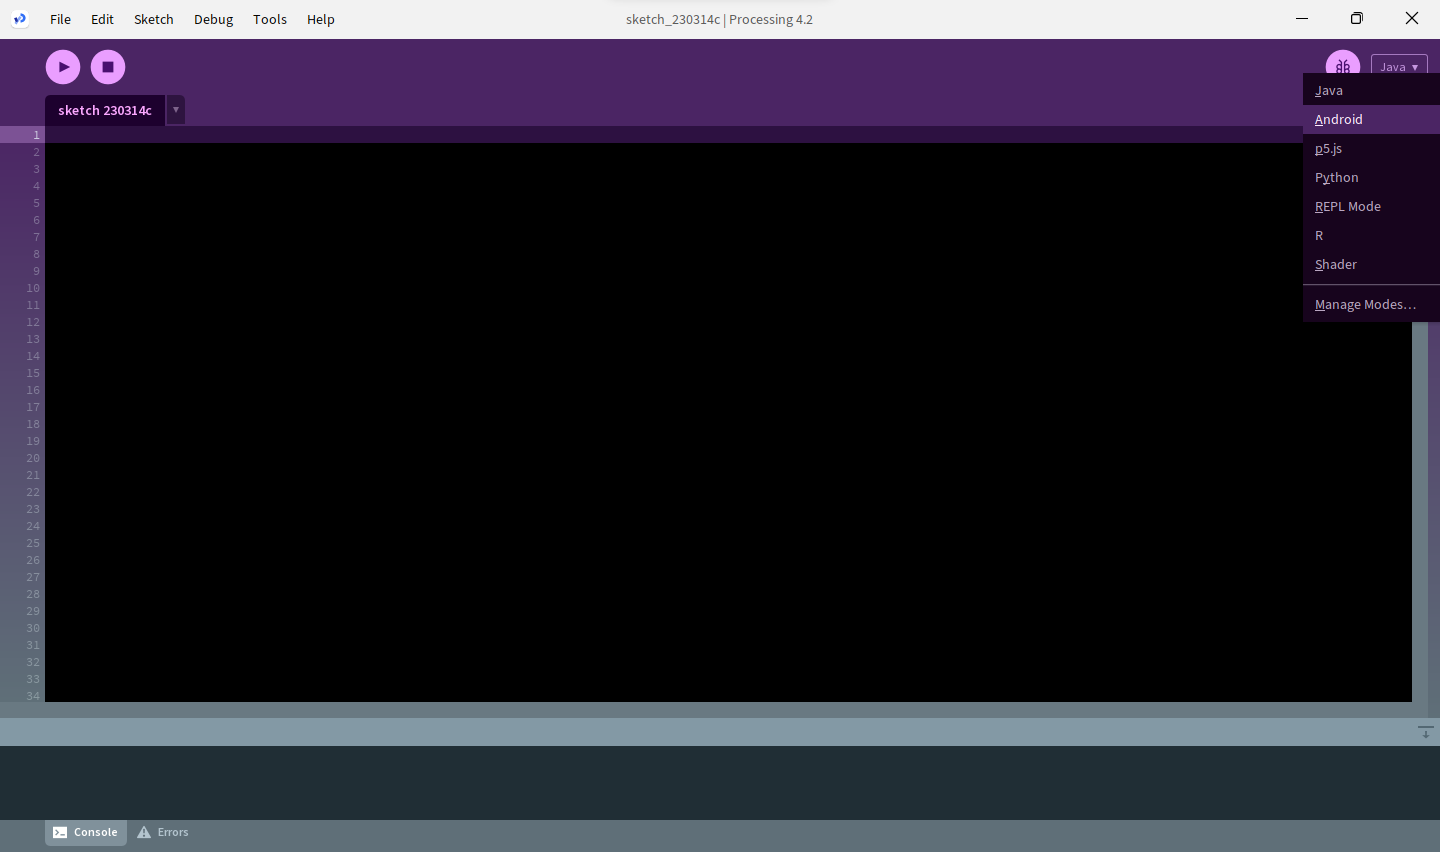 File Edit Sketch Debug Tools Help
sketch_230314c | Processing 4.2
Java ▾
sketch 230314c ▾
Java
Android
p5.js
Python
REPL Mode
R
Shader
Manage Modes…
1
2
3
4
5
6
7
8
9
10
11
12
13
14
15
16
17
18
19
20
21
22
23
24
25
26
27
28
29
30
31
32
33
34
Console Errors